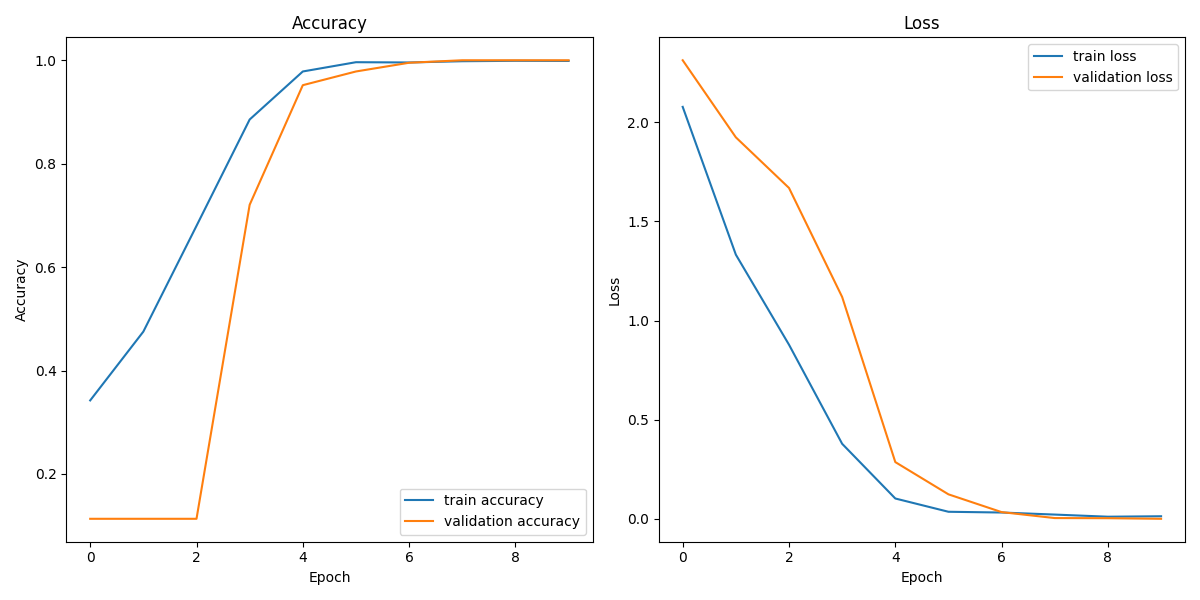 Accuracy
1.0
0.8
0.6
0.4
0.2
Accuracy
train accuracy
validation accuracy
0 2 4 6 8
Epoch
Loss
train loss
validation loss
2.0
1.5
1.0
0.5
0.0
Loss
0 2 4 6 8
Epoch